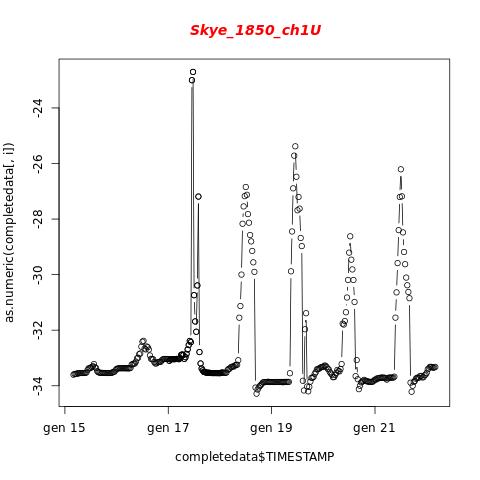 Skye_1850_ch1U
as.numeric(completedata[, i])
-24
-26
-28
-30
-32
-34
gen 15
gen 17
gen 19
gen 21
completedata$TIMESTAMP